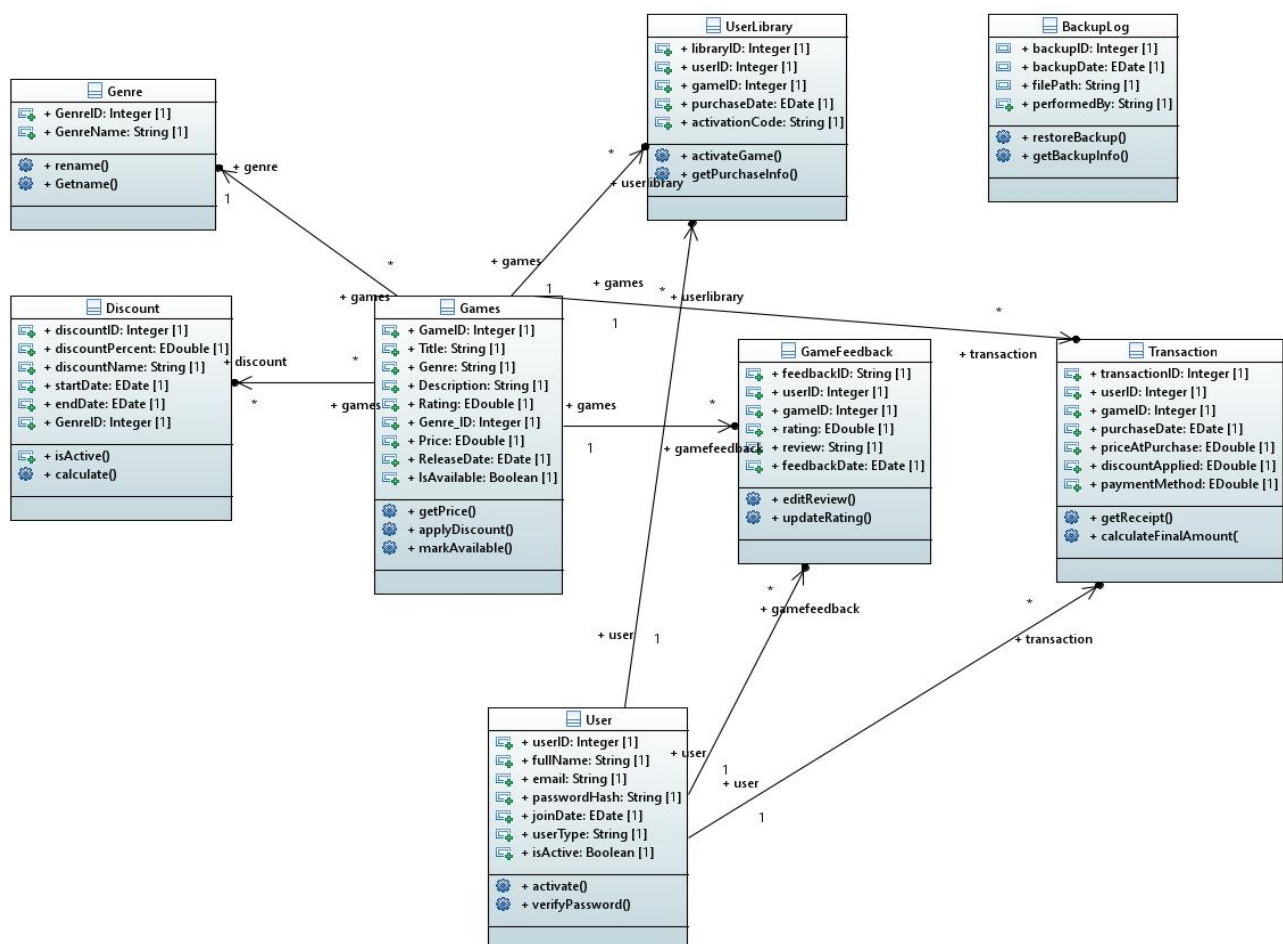 UserLibrary
+ libraryID: Integer [1]
+ userID: Integer [1]
+ gameID: Integer [1]
+ purchaseDate: EDate [1]
+ activationCode: String [1]
+ activateGame()
+ getPurchaseInfo()
BackupLog
+ backupID: Integer [1]
+ backupDate: EDate [1]
+ filePath: String [1]
+ performedBy: String [1]
+ restoreBackup()
+ getBackupInfo()
Genre
+ GenreID: Integer [1]
+ GenreName: String [1]
+ rename()
+ Getname()
+ genre
1
*
+ games
*
+ userlibrary
+ games
1
*
+ userlibrary
+ games
1
*
+ transaction
Discount
+ discountID: Integer [1]
+ discountPercent: EDouble [1]
+ discountName: String [1]
+ startDate: EDate [1]
+ endDate: EDate [1]
+ GenreID: Integer [1]
+ isActive()
+ calculate()
+ discount
*
*
+ games
Games
+ GameID: Integer [1]
+ Title: String [1]
+ Genre: String [1]
+ Description: String [1]
+ Rating: EDouble [1]
+ Genre_ID: Integer [1]
+ Price: EDouble [1]
+ ReleaseDate: EDate [1]
+ IsAvailable: Boolean [1]
+ getPrice()
+ applyDiscount()
+ markAvailable()
+ games
1
*
+ gamefeedback
GameFeedback
+ feedbackID: String [1]
+ userID: Integer [1]
+ gameID: Integer [1]
+ rating: EDouble [1]
+ review: String [1]
+ feedbackDate: EDate [1]
+ editReview()
+ updateRating()
Transaction
+ transactionID: Integer [1]
+ userID: Integer [1]
+ gameID: Integer [1]
+ purchaseDate: EDate [1]
+ priceAtPurchase: EDouble [1]
+ discountApplied: EDouble [1]
+ paymentMethod: EDouble [1]
+ getReceipt()
+ calculateFinalAmount(
*
+ gamefeedback
*
+ transaction
+ user
1
User
+ userID: Integer [1]
+ fullName: String [1]
+ email: String [1]
+ passwordHash: String [1]
+ joinDate: EDate [1]
+ userType: String [1]
+ isActive: Boolean [1]
+ activate()
+ verifyPassword()
+ user
1
+ user
1